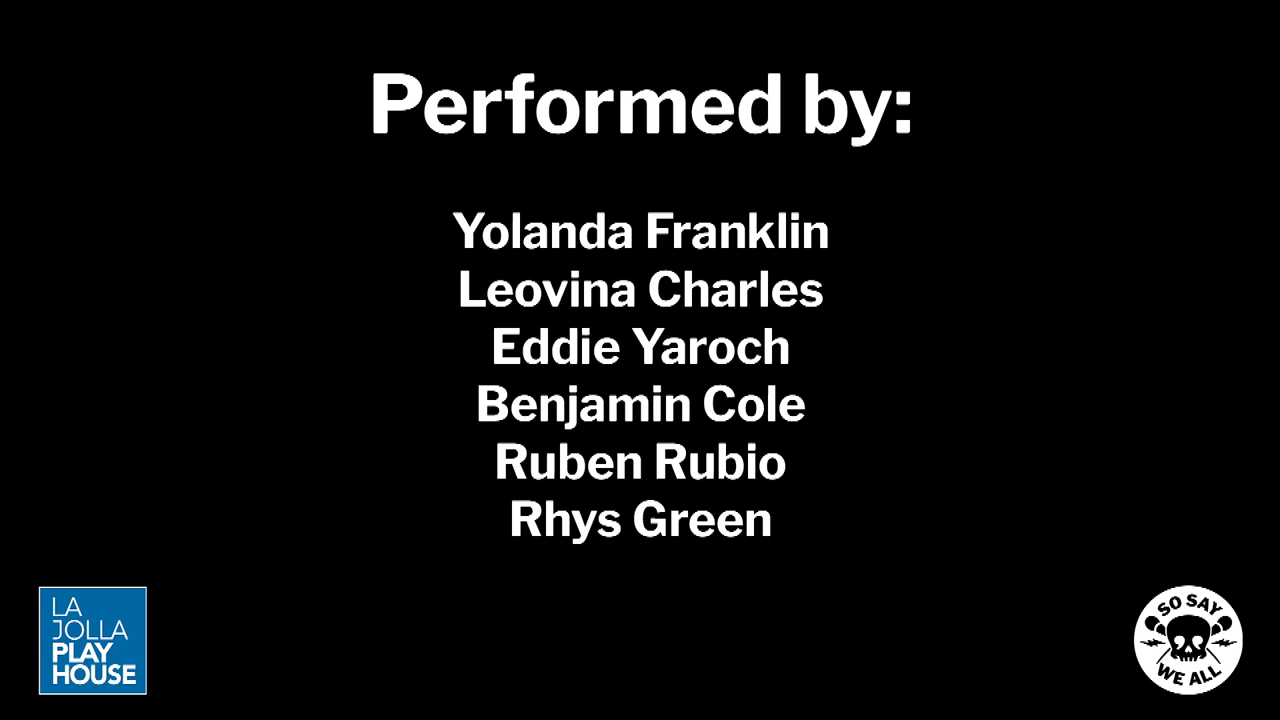 Performed by:
Yolanda Franklin
Leovina Charles
Eddie Yaroch
Benjamin Cole
Ruben Rubio
Rhys Green
LA
JOLLA
PLAY
HOUSE
SO SAY
WE ALL